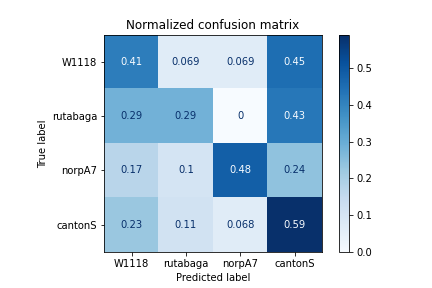 Normalized confusion matrix
True label
W1118 0.41 0.069 0.069 0.45
rutabaga 0.29 0.29 0 0.43
norpA7 0.17 0.1 0.48 0.24
cantonS 0.23 0.11 0.068 0.59
W1118 rutabaga norpA7 cantonS
Predicted label
0.5
0.4
0.3
0.2
0.1
0.0